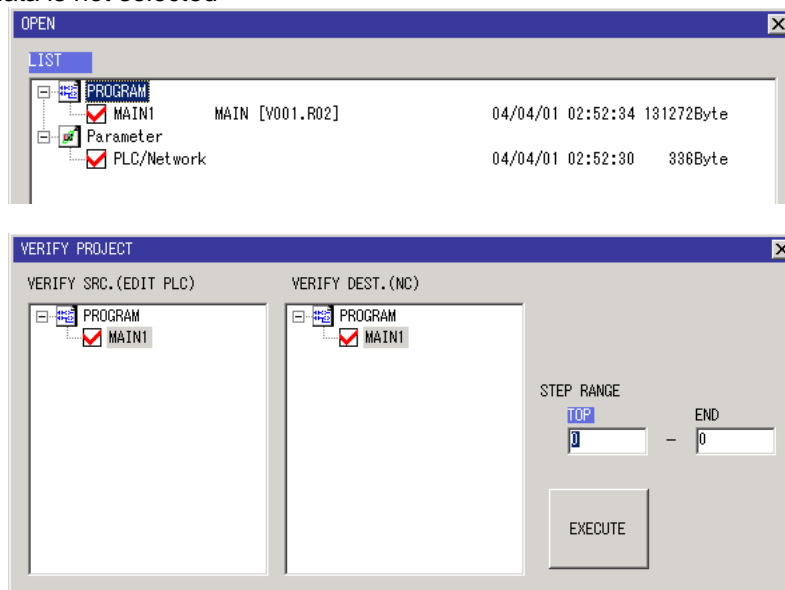 data is not selected
OPEN
LIST
PROGRAM
MAIN1 MAIN [V001.R02] 04/04/01 02:52:34 131272Byte
Parameter
PLC/Network 04/04/01 02:52:30 336Byte
VERIFY PROJECT
VERIFY SRC.(EDIT PLC) VERIFY DEST.(NC)
PROGRAM PROGRAM
MAIN1 MAIN1
STEP RANGE
TOP END
0 – 0
EXECUTE